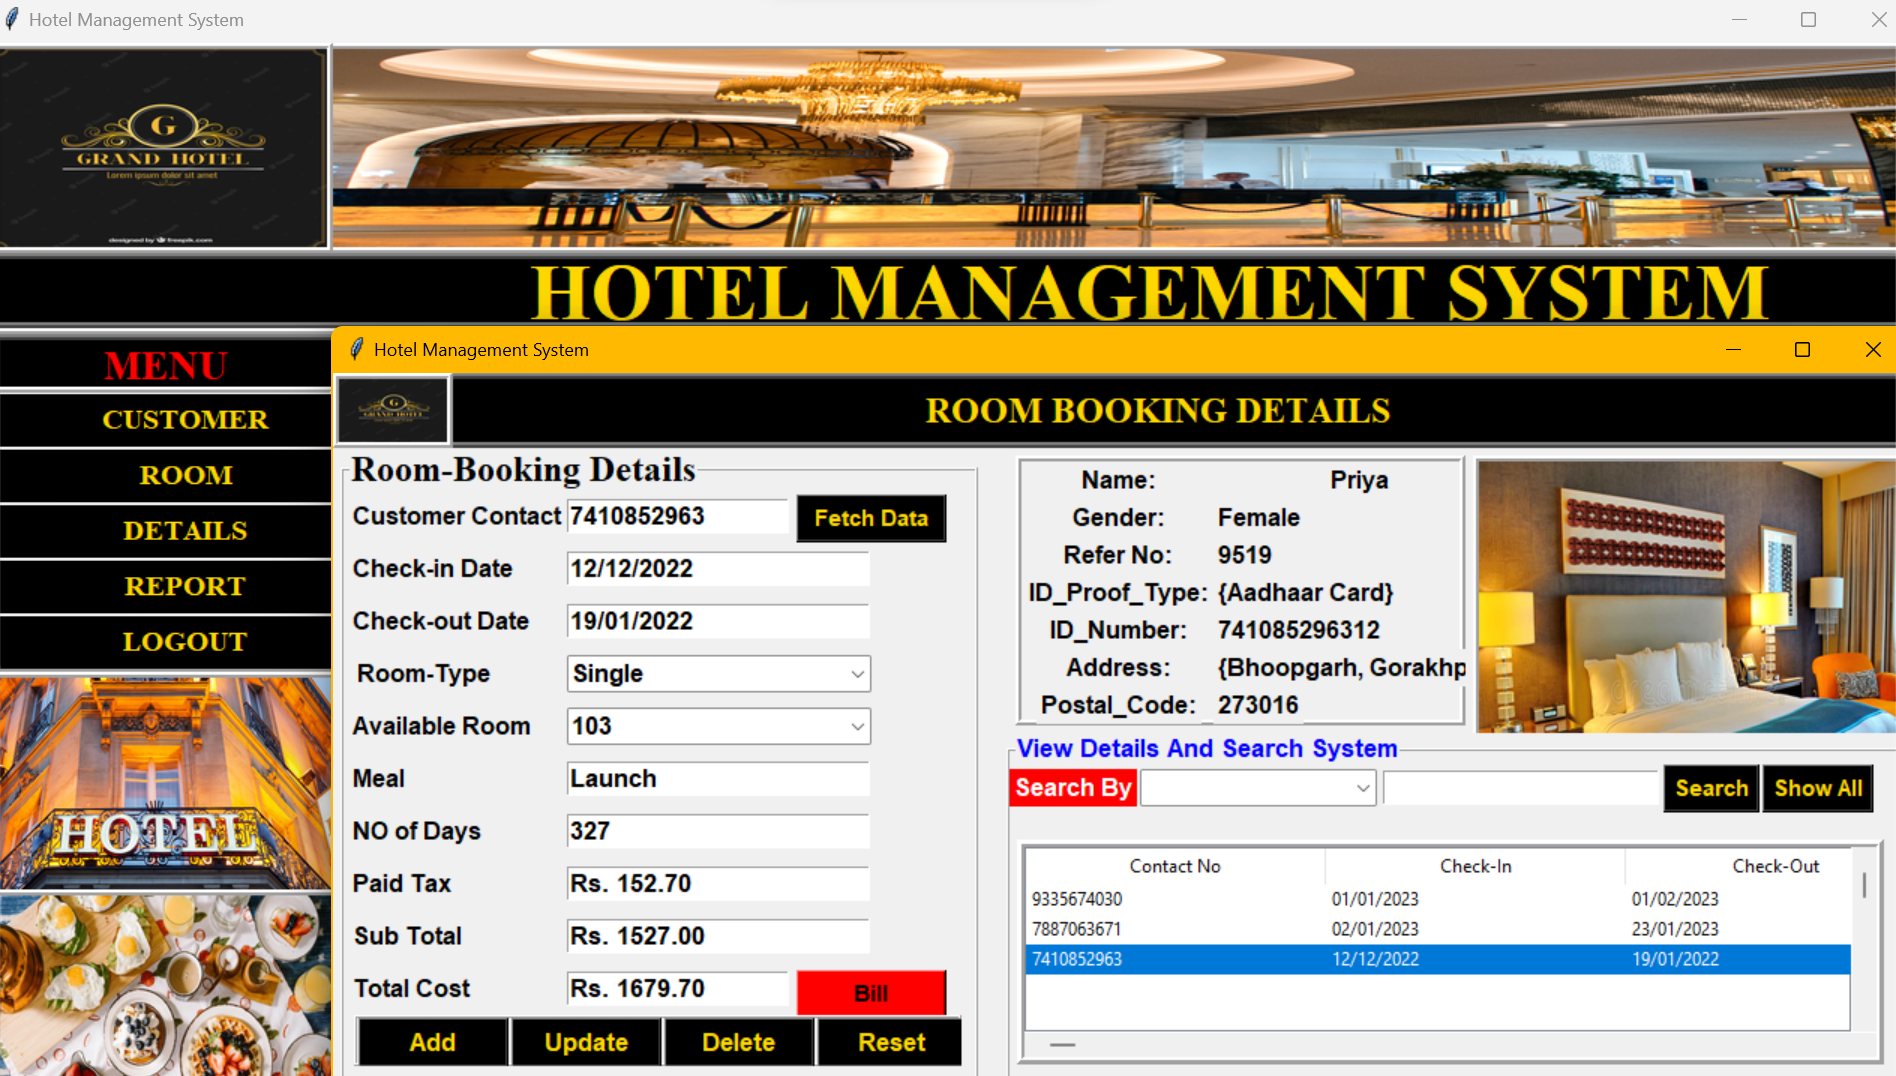 Hotel Management System
G
GRAND HOTEL
Lorem ipsum dolor sit amet
designed by freepik.com
HOTEL MANAGEMENT SYSTEM
MENU
CUSTOMER
ROOM
DETAILS
REPORT
LOGOUT
HOTEL
Hotel Management System
G
GRAND HOTEL
ROOM BOOKING DETAILS
Room-Booking Details
Customer Contact 7410852963 Fetch Data
Check-in Date 12/12/2022
Check-out Date 19/01/2022
Room-Type Single
Available Room 103
Meal Launch
NO of Days 327
Paid Tax Rs. 152.70
Sub Total Rs. 1527.00
Total Cost Rs. 1679.70 Bill
Add Update Delete Reset
Name: Priya
Gender: Female
Refer No: 9519
ID_Proof_Type: {Aadhaar Card}
ID_Number: 741085296312
Address: {Bhoopgarh, Gorakhp
Postal_Code: 273016
View Details And Search System
Search By Search Show All
Contact No Check-In Check-Out
9335674030 01/01/2023 01/02/2023
7887063671 02/01/2023 23/01/2023
7410852963 12/12/2022 19/01/2022